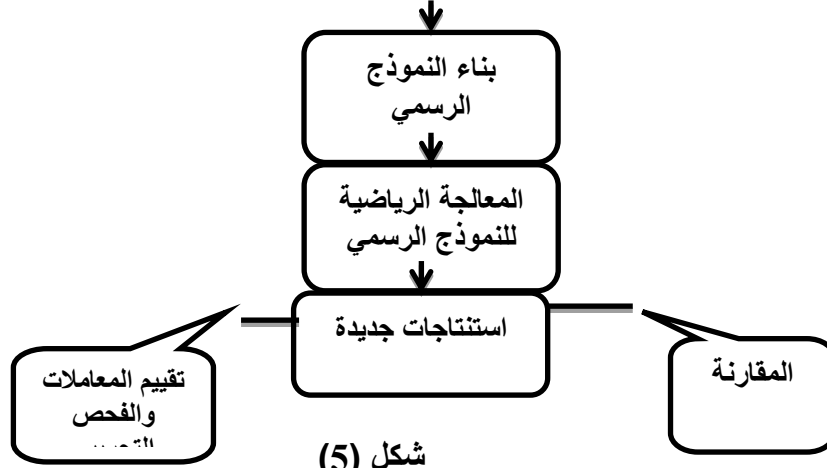 بناء النموذج
الرسمي
المعالجة الرياضية
للنموذج الرسمي
استنتاجات جديدة
المقارنة
تقييم المعاملات
والفحص
شكل (5)